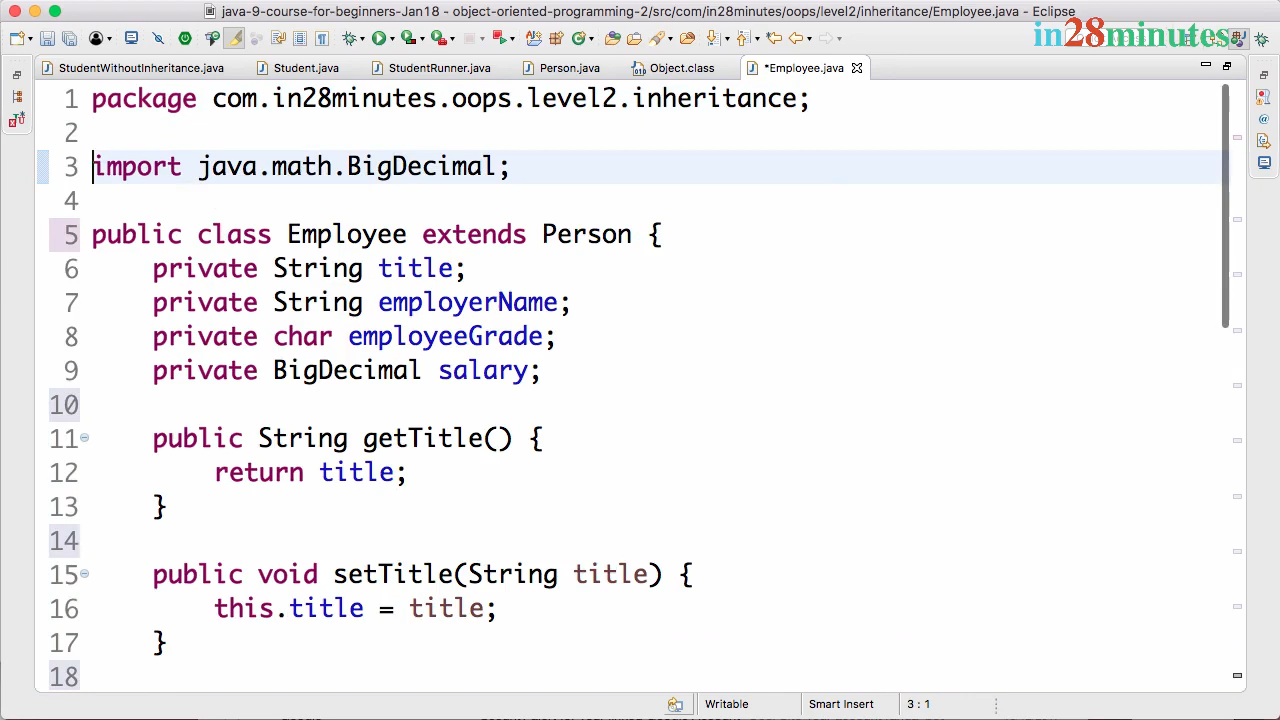 java-9-course-for-beginners-Jan18 - object-oriented-programming-2/src/com/in28minutes/oops/level2/inheritance/Employee.java - Eclipse
in28minutes
StudentWithoutInheritance.java
Student.java
StudentRunner.java
Person.java
Object.class
*Employee.java
1 package com.in28minutes.oops.level2.inheritance;
2
3 import java.math.BigDecimal;
4
5 public class Employee extends Person {
6 private String title;
7 private String employerName;
8 private char employeeGrade;
9 private BigDecimal salary;
10
11 public String getTitle() {
12 return title;
13 }
14
15 public void setTitle(String title) {
16 this.title = title;
17 }
18
Writable
Smart Insert
3 : 1